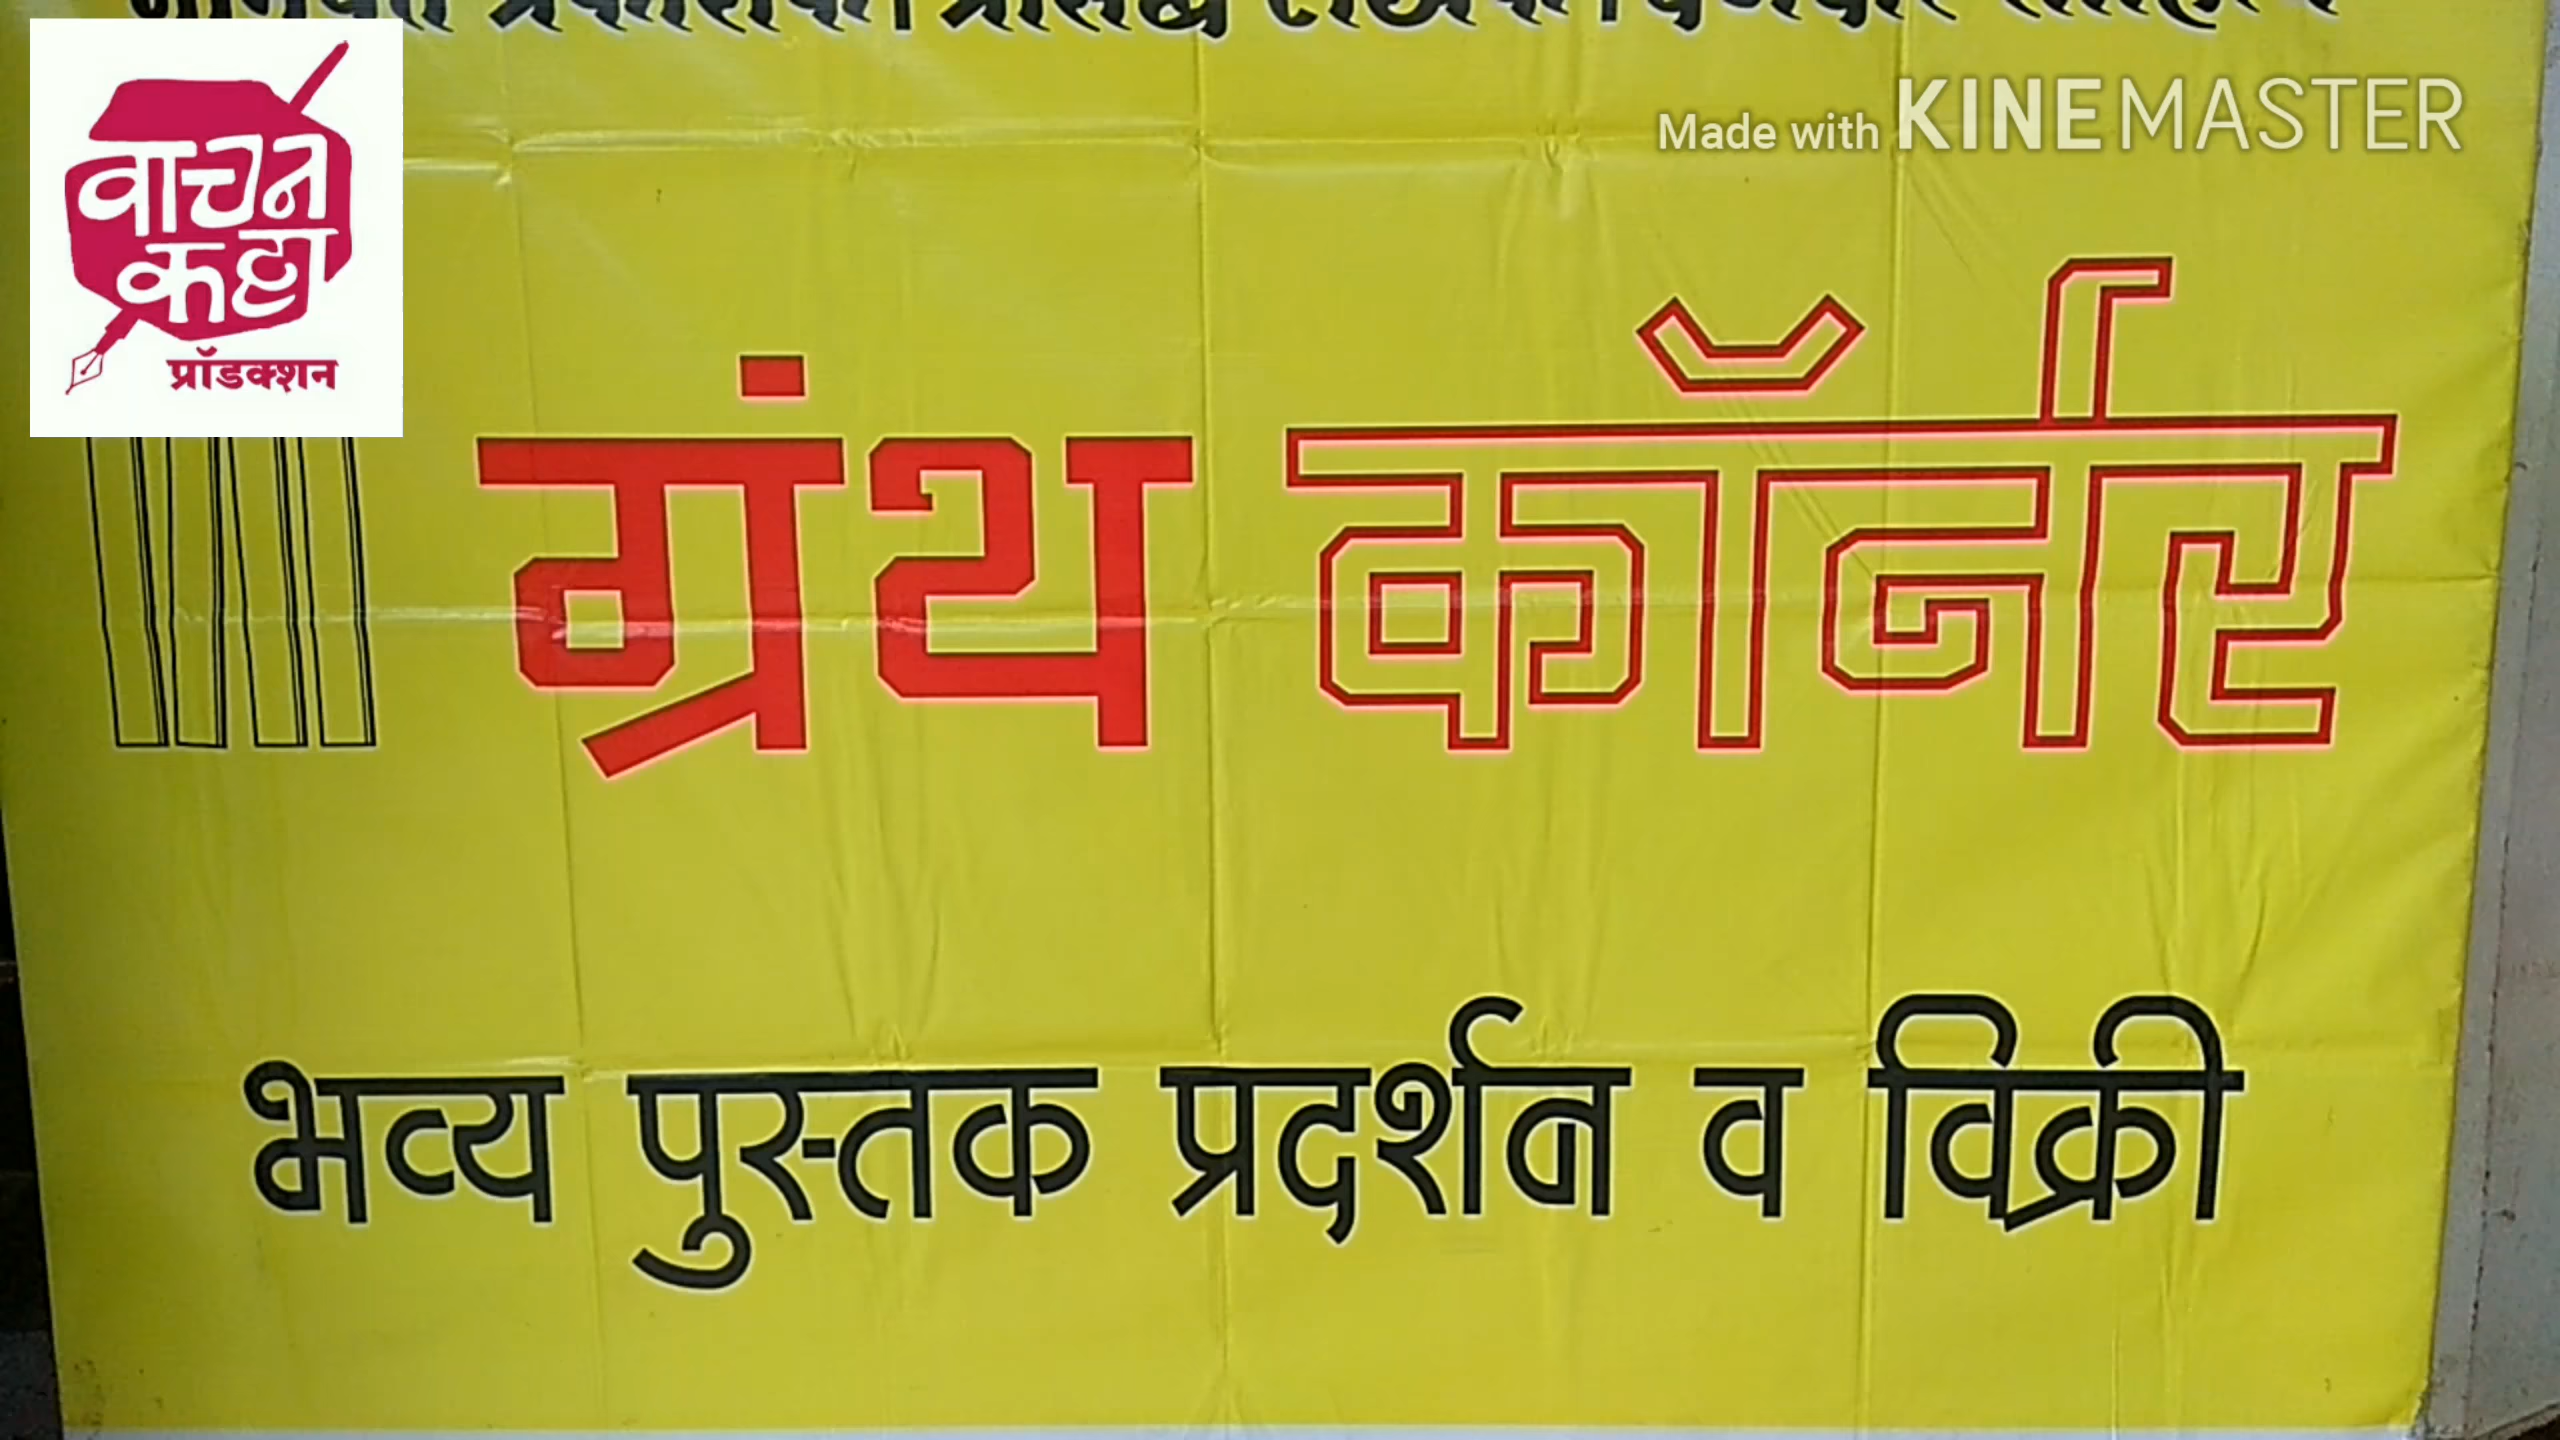 वाचन
कट्टा
प्रॉडक्शन
Made with KINEMASTER
ग्रंथ कॉर्नर
भव्य पुस्तक प्रदर्शन व विक्री